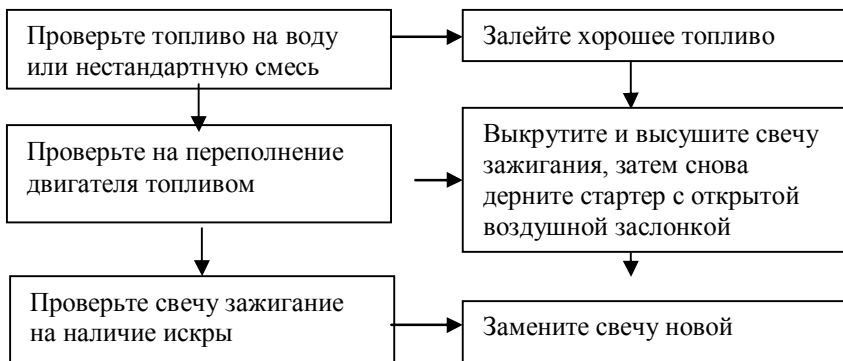 Проверьте топливо на воду
или нестандартную смесь
Залейте хорошее топливо
Проверьте на переполнение
двигателя топливом
Выкрутите и высушите свечу
зажигания, затем снова
дерните стартер с открытой
воздушной заслонкой
Проверьте свечу зажигание
на наличие искры
Замените свечу новой